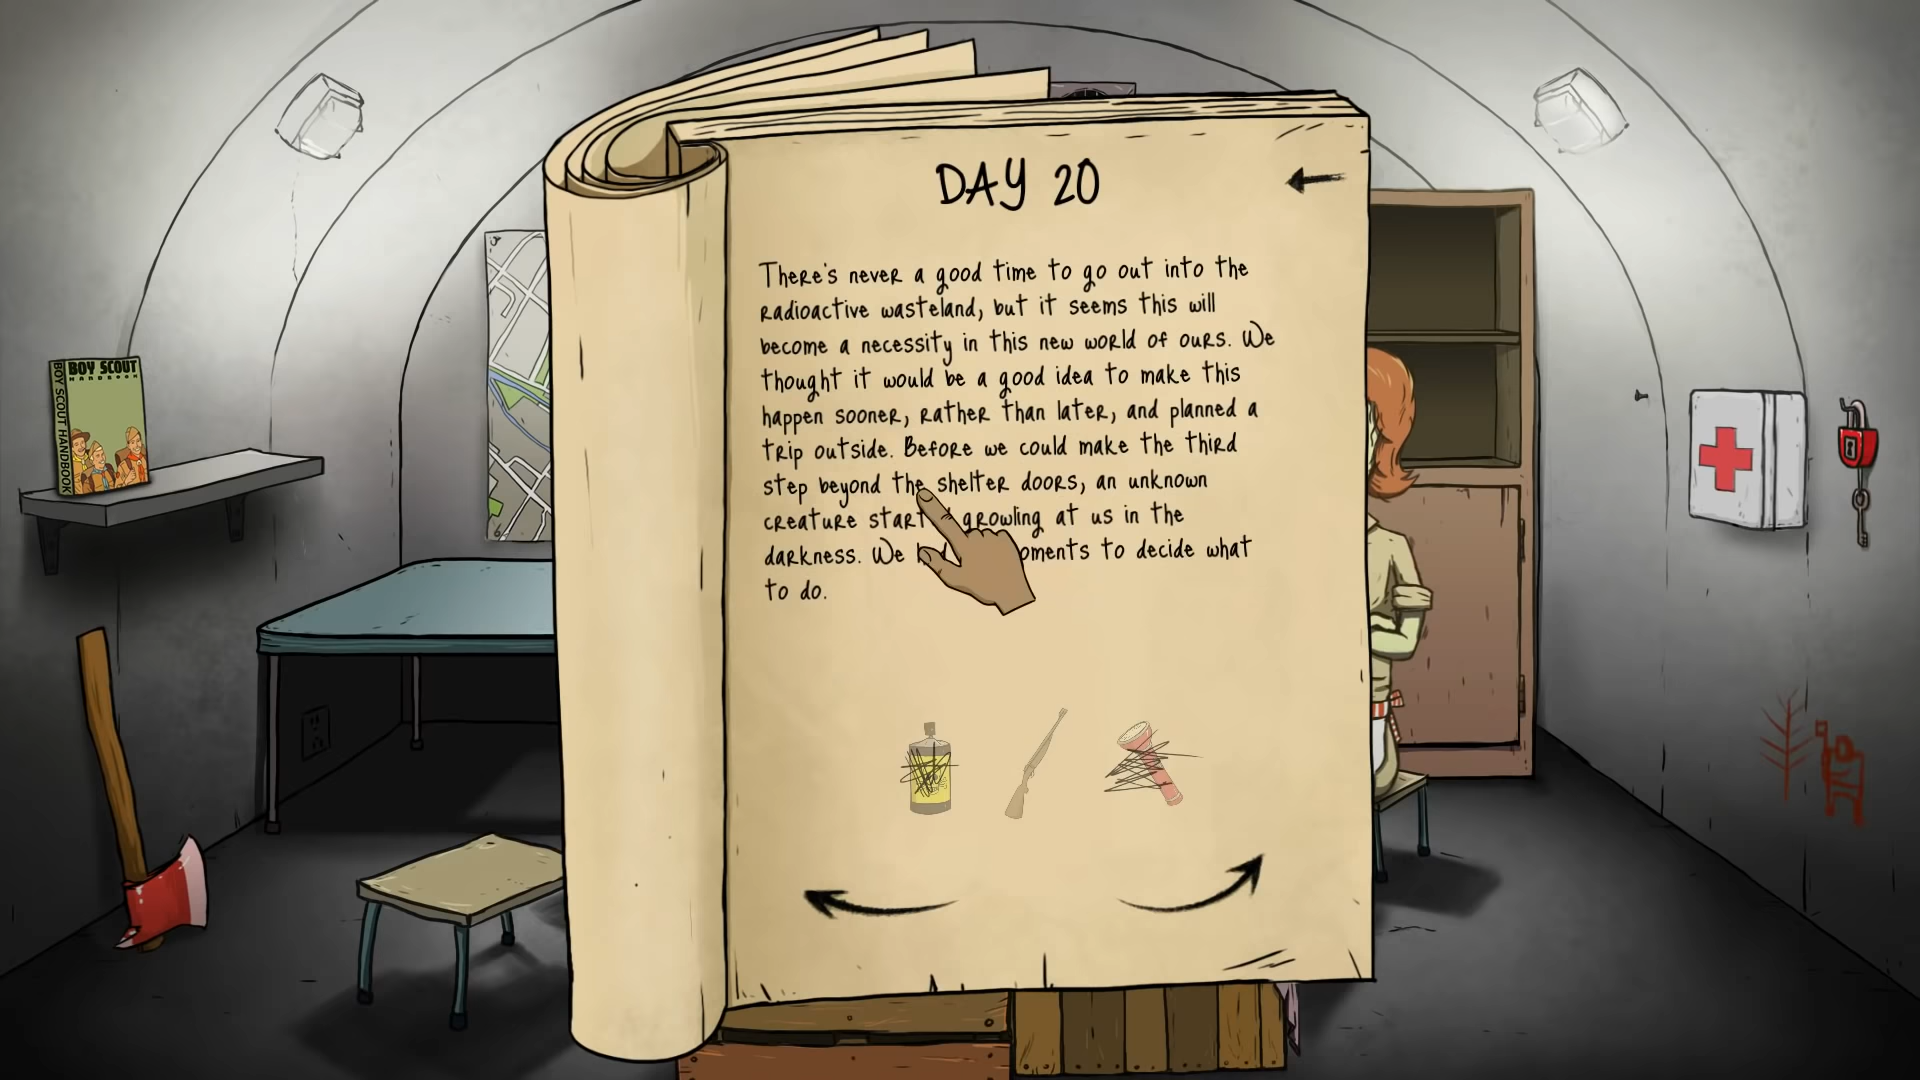 DAY 20
There's never a good time to go out into the
radioactive wasteland, but it seems this will
become a necessity in this new world of ours. We
thought it would be a good idea to make this
happen sooner, rather than later, and planned a
trip outside. Before we could make the third
step beyond the shelter doors, an unknown
creature start growling at us in the
darkness. We to decide what
to do.
BOY SCOUT
HANDBOOK
BOY SCOUT HANDBOOK